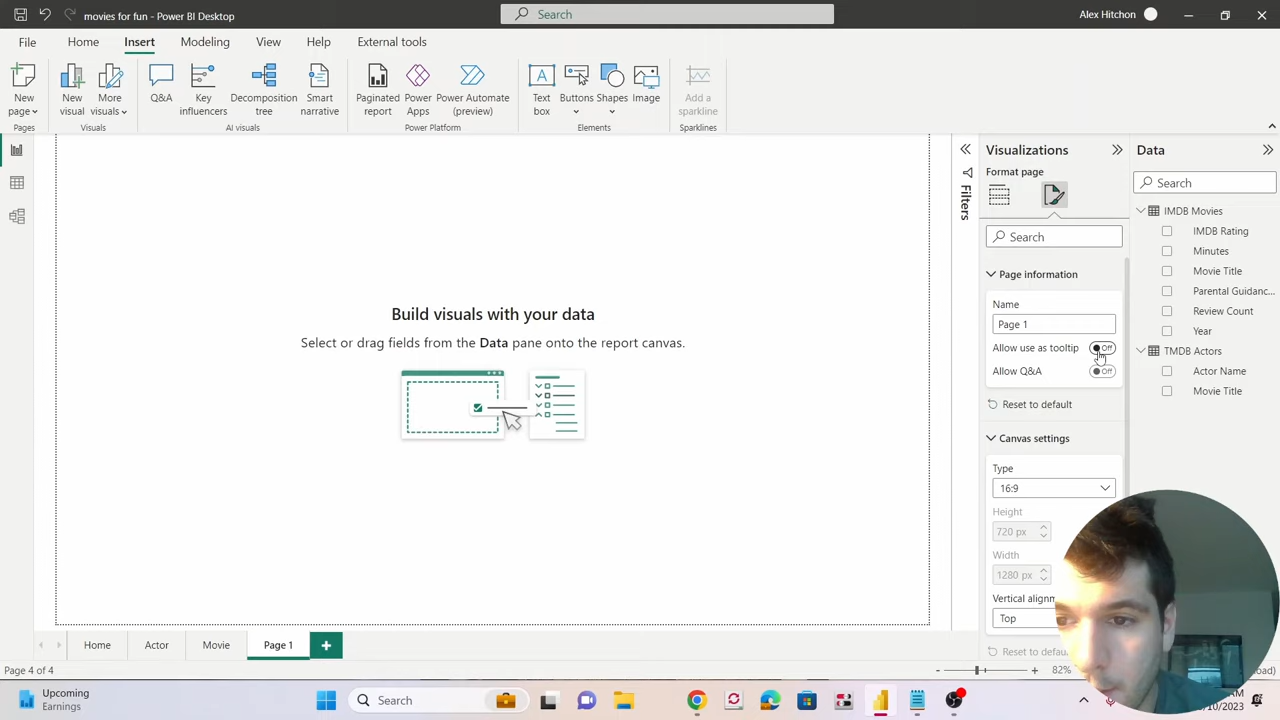 movies for fun - Power BI Desktop
Search
Alex Hitchon
File Home Insert Modeling View Help External tools
New page
New visual
More visuals
Q&A
Key influencers
Decomposition tree
Smart narrative
Paginated report
Power Apps
Power Automate (preview)
Text box
Buttons
Shapes
Image
Add a sparkline
Pages Visuals AI visuals Power Platform Elements Sparklines
Build visuals with your data
Select or drag fields from the Data pane onto the report canvas.
Filters
Visualizations
Format page
Search
Page information
Name
Page 1
Allow use as tooltip Off
Allow Q&A Off
Reset to default
Canvas settings
Type
16:9
Height
720 px
Width
1280 px
Vertical alignm
Top
Reset to defau
Data
Search
IMDB Movies
IMDB Rating
Minutes
Movie Title
Parental Guidanc...
Review Count
Year
TMDB Actors
Actor Name
Movie Title
Home Actor Movie Page 1
Page 4 of 4
82%
Upcoming
Earnings
Search